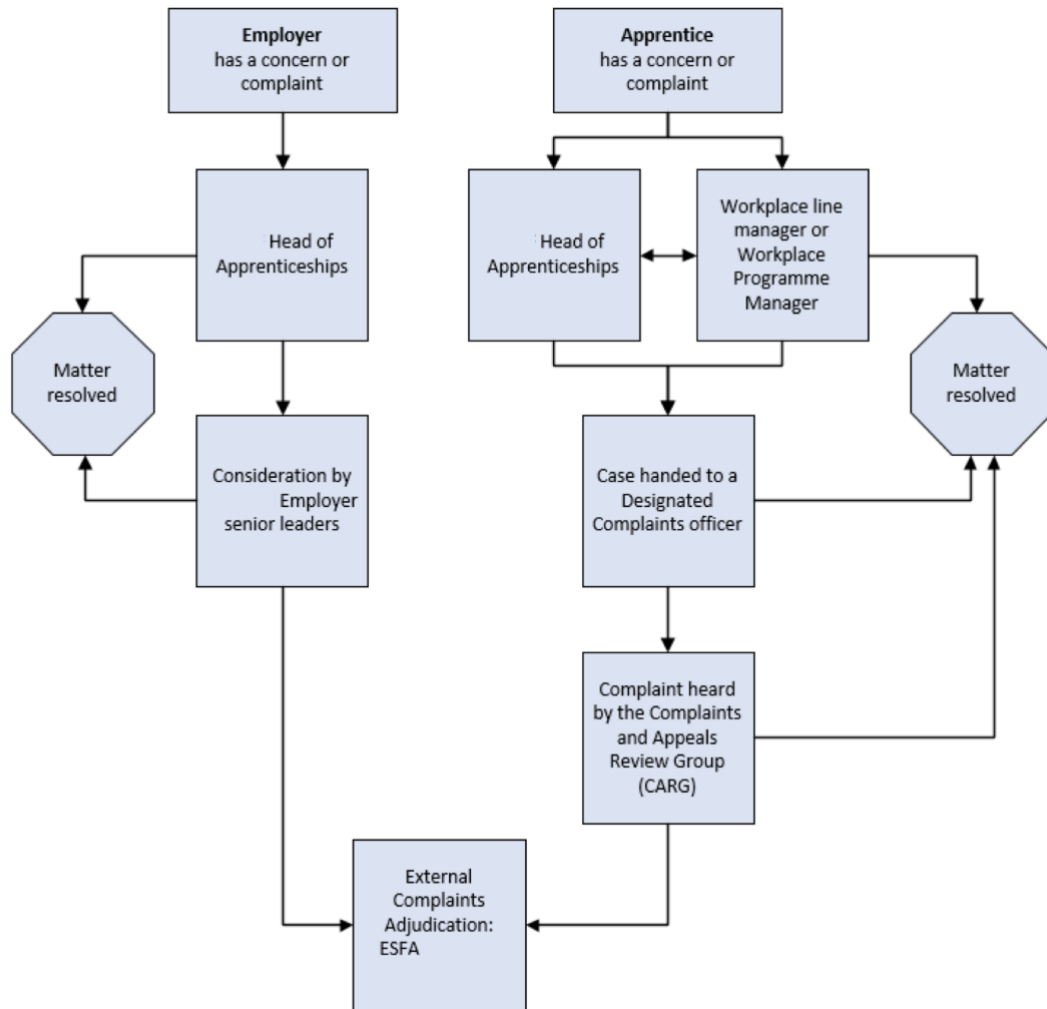 Employer
has a concern or
complaint
Apprentice
has a concern or
complaint
Head of
Apprenticeships
Head of
Apprenticeships
Workplace line
manager or
Workplace
Programme
Manager
Matter
resolved
Matter
resolved
Consideration by
Employer
senior leaders
Case handed to a
Designated
Complaints officer
Complaint heard
by the Complaints
and Appeals
Review Group
(CARG)
External
Complaints
Adjudication:
ESFA